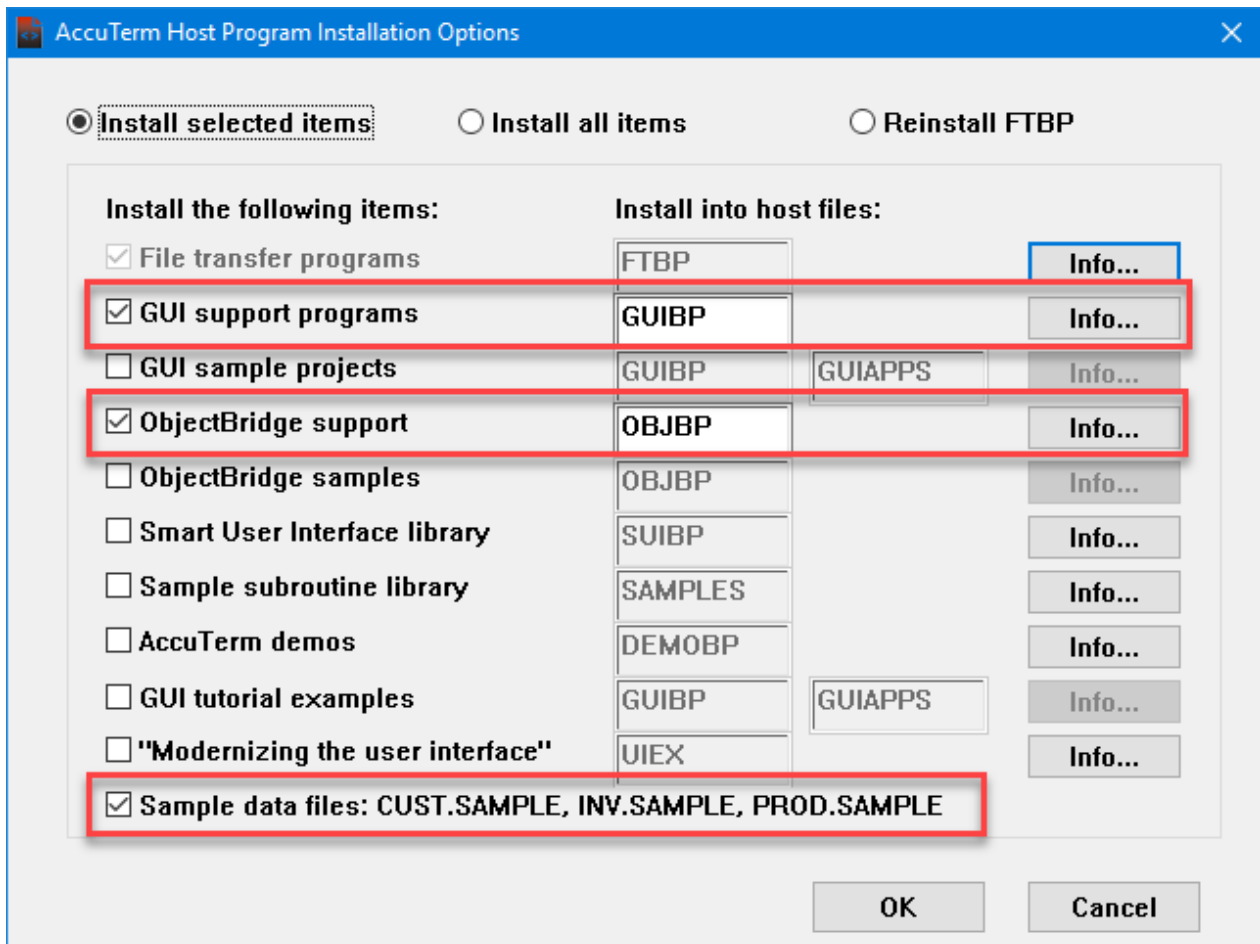 AccuTerm Host Program Installation Options
Install selected items Install all items Reinstall FTBP
Install the following items: Install into host files:
File transfer programs FTBP Info...
GUI support programs GUIBP Info...
GUI sample projects GUIBP GUIAPPS Info...
ObjectBridge support OBJBP Info...
ObjectBridge samples OBJBP Info...
Smart User Interface library SUIBP Info...
Sample subroutine library SAMPLES Info...
AccuTerm demos DEMOBP Info...
GUI tutorial examples GUIBP GUIAPPS Info...
"Modernizing the user interface" UIEX Info...
Sample data files: CUST.SAMPLE, INV.SAMPLE, PROD.SAMPLE
OK Cancel